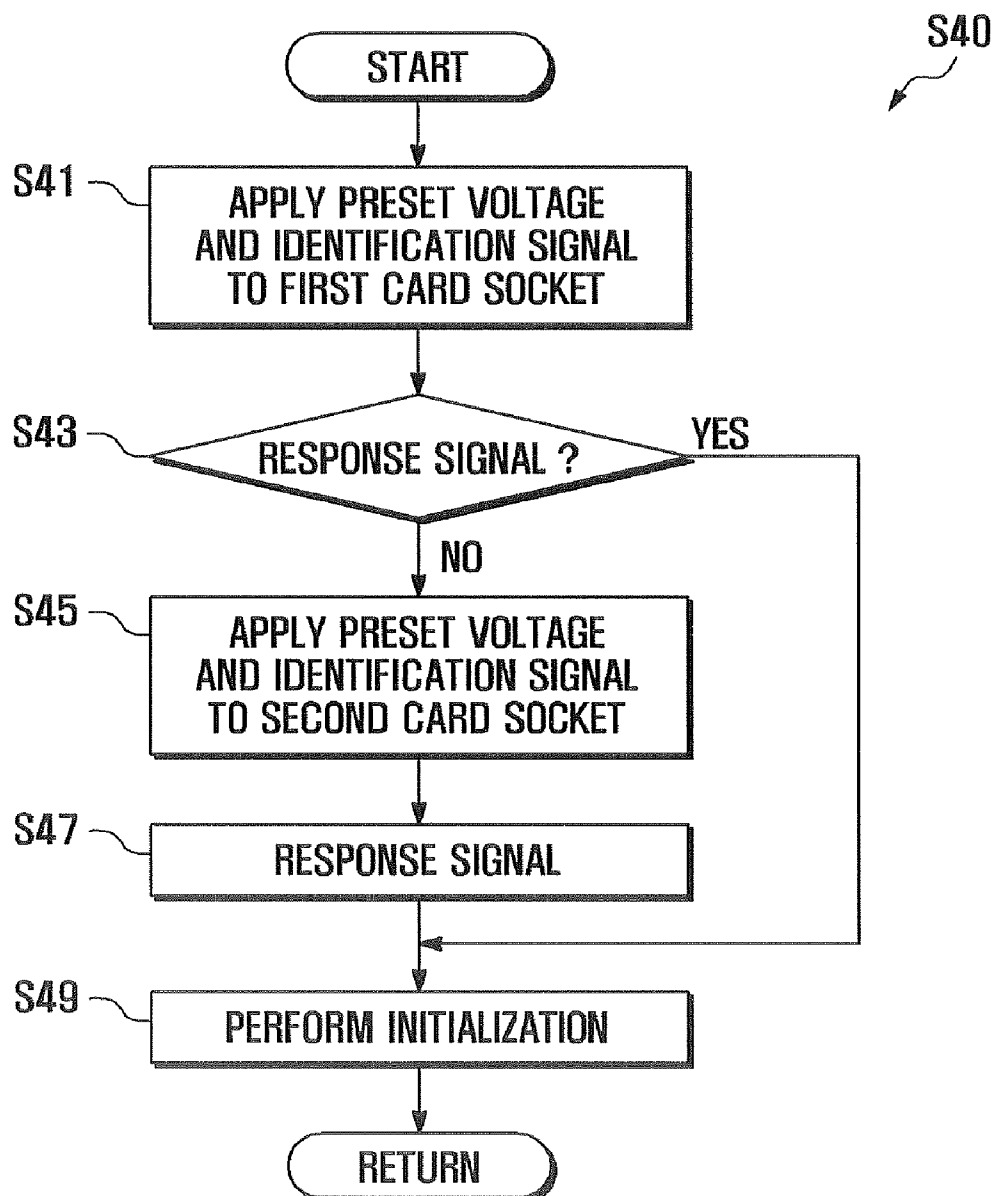 S40
START
S41
APPLY PRESET VOLTAGE
AND IDENTIFICATION SIGNAL
TO FIRST CARD SOCKET
S43
RESPONSE SIGNAL ?
YES
NO
S45
APPLY PRESET VOLTAGE
AND IDENTIFICATION SIGNAL
TO SECOND CARD SOCKET
S47
RESPONSE SIGNAL
S49
PERFORM INITIALIZATION
RETURN